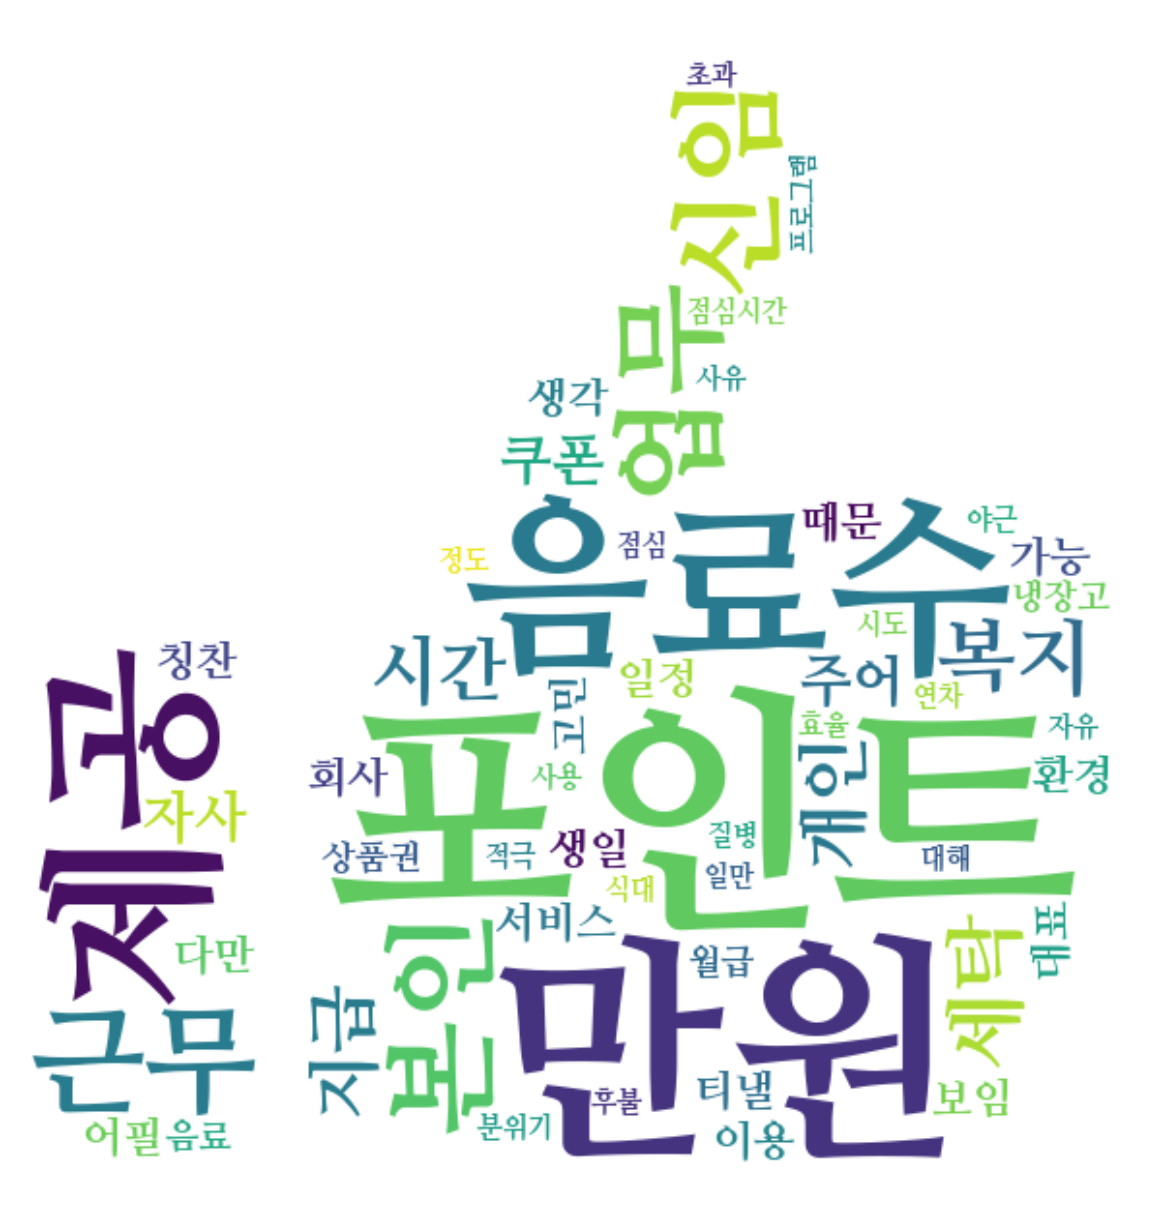 초과
신임
프로그램
점심시간
업무
사유
생각
쿠폰
음료수
때문
야근
점심
정도
가능
냉장고
시도
복지
칭찬
시간
일정
주어
고민
연차
제공
포인트
효율
자유
회사
사용
개인
환경
자사
질병
상품권
적극
생일
일만
대해
식대
서비스
다만
본인
만원
월급
세탁
대표
근무
지급
티낼
후불
보임
어필
음료
분위기
이용